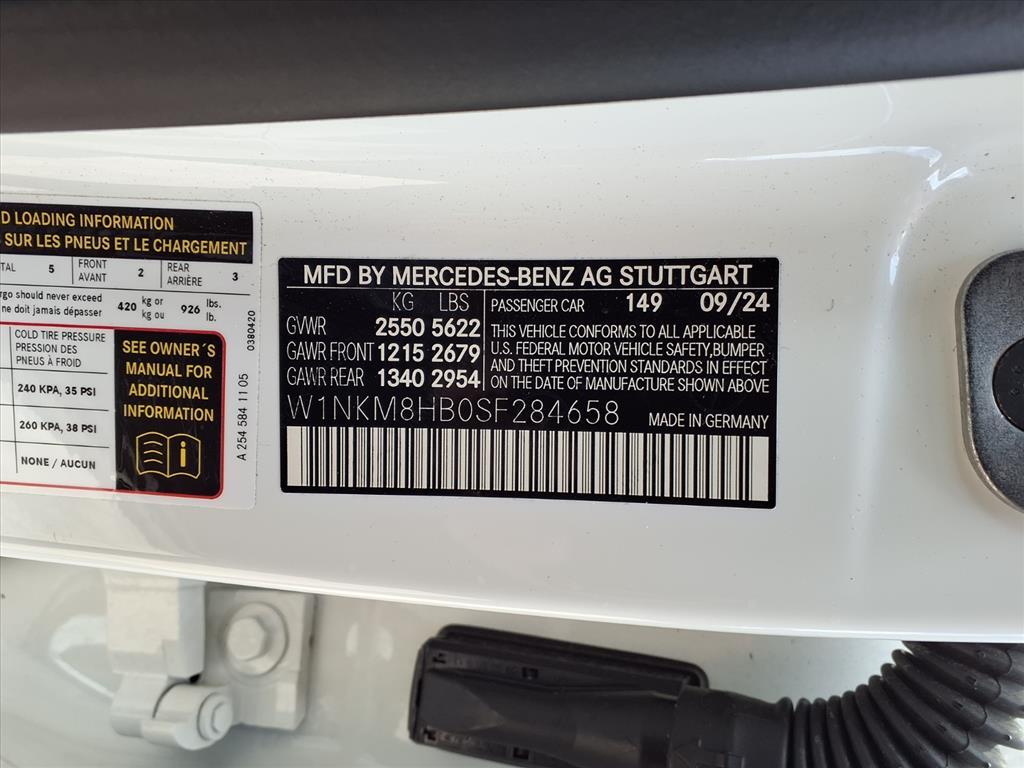 D LOADING INFORMATION
SUR LES PNEUS ET LE CHARGEMENT
TAL 5 FRONT AVANT 2 REAR ARRIÈRE 3
rgo should never exceed
ne doit jamais dépasser 420 kg or kg ou 926 lbs. lb.
COLD TIRE PRESSURE
PRESSION DES
PNEUS À FROID
240 KPA, 35 PSI
260 KPA, 38 PSI
NONE / AUCUN
SEE OWNER´S
MANUAL FOR
ADDITIONAL
INFORMATION
0380420
A 254 584 11 05
MFD BY MERCEDES-BENZ AG STUTTGART
KG LBS
GVWR 2550 5622
GAWR FRONT 1215 2679
GAWR REAR 1340 2954
PASSENGER CAR 149 09/24
THIS VEHICLE CONFORMS TO ALL APPLICABLE
U.S. FEDERAL MOTOR VEHICLE SAFETY,BUMPER
AND THEFT PREVENTION STANDARDS IN EFFECT
ON THE DATE OF MANUFACTURE SHOWN ABOVE
W1NKM8HB0SF284658 MADE IN GERMANY